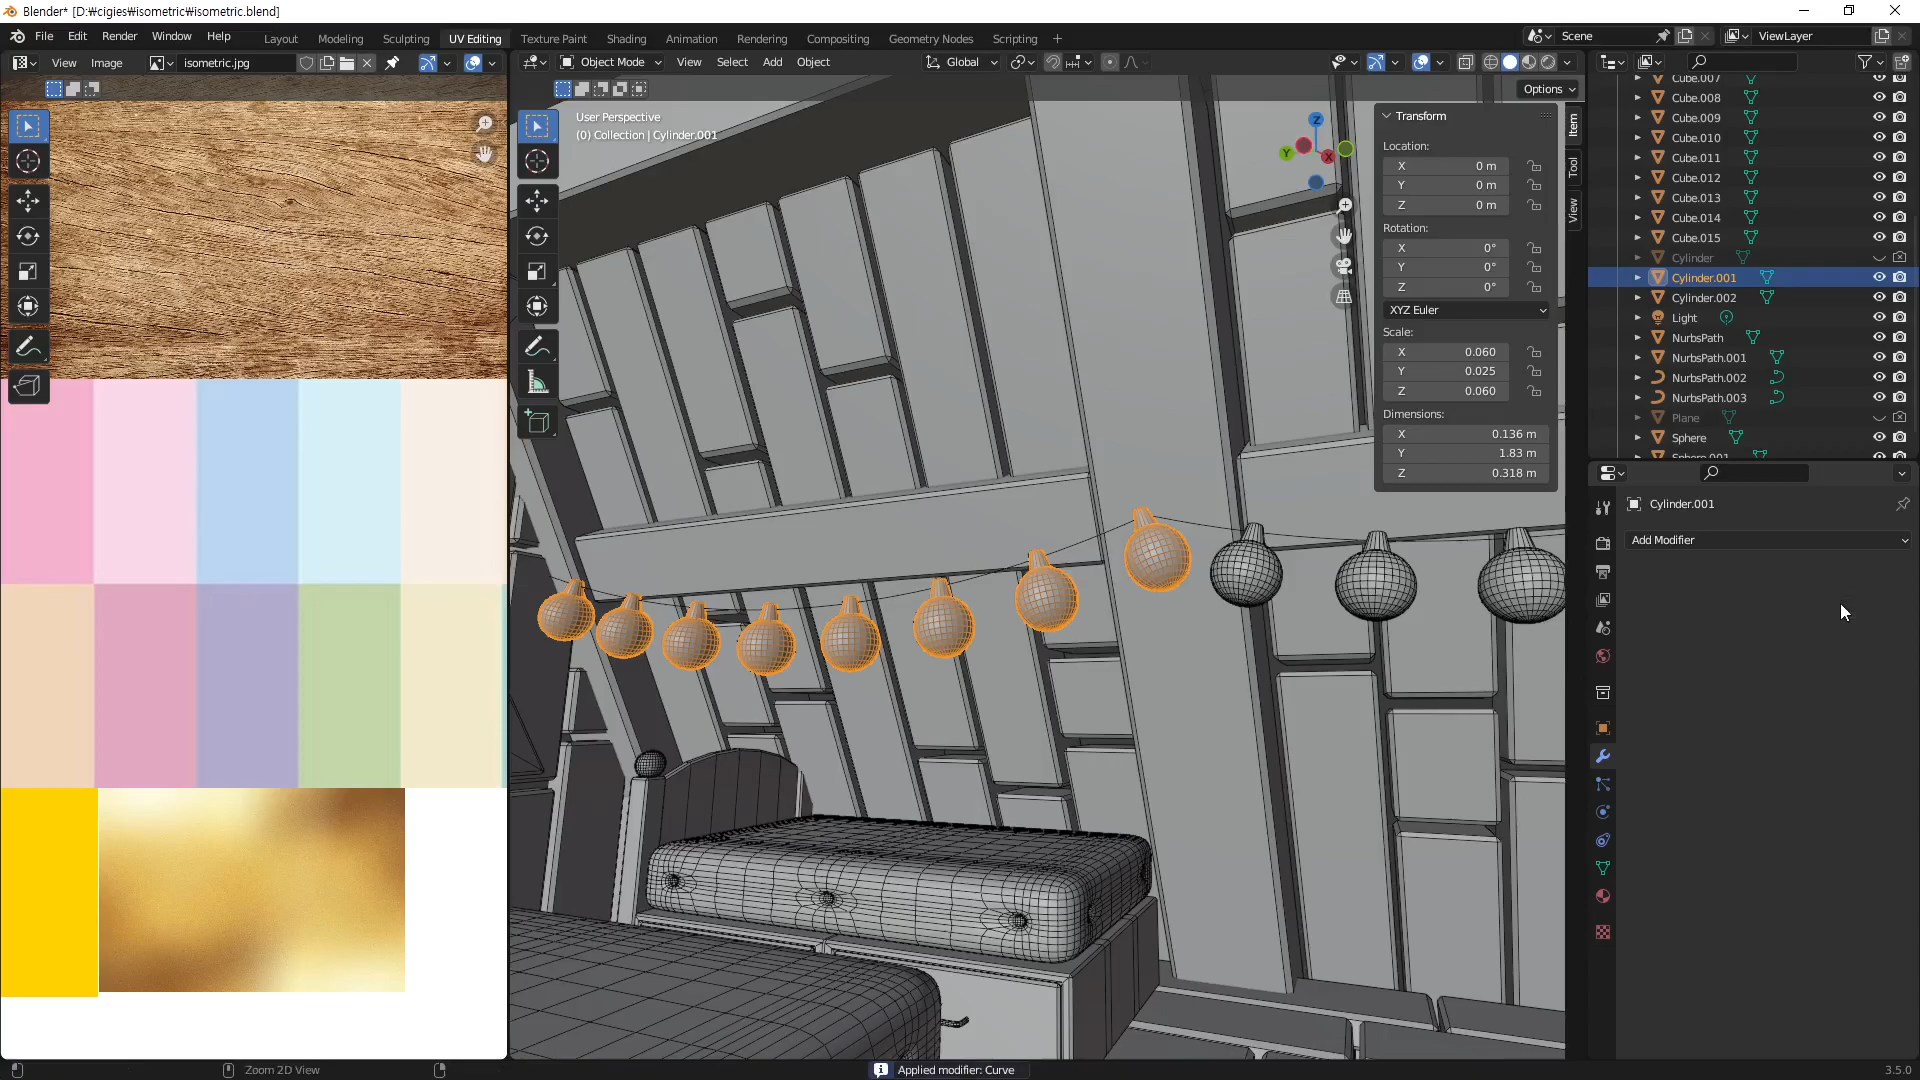 Blender* [D:₩cigies₩isometric₩isometric.blend]
File Edit Render Window Help
Layout Modeling Sculpting UV Editing Texture Paint Shading Animation Rendering Compositing Geometry Nodes Scripting +
Scene
ViewLayer
View Image
isometric.jpg
Object Mode
View Select Add Object
Global
Options
User Perspective
(0) Collection | Cylinder.001
Z
Y
X
Transform
Location:
X 0 m
Y 0 m
Z 0 m
Rotation:
X 0°
Y 0°
Z 0°
XYZ Euler
Scale:
X 0.060
Y 0.025
Z 0.060
Dimensions:
X 0.136 m
Y 1.83 m
Z 0.318 m
Item
Tool
View
Cube.007
Cube.008
Cube.009
Cube.010
Cube.011
Cube.012
Cube.013
Cube.014
Cube.015
Cylinder
Cylinder.001
Cylinder.002
Light
NurbsPath
NurbsPath.001
NurbsPath.002
NurbsPath.003
Plane
Sphere
Sphere.001
Cylinder.001
Add Modifier
Zoom 2D View
Applied modifier: Curve
3.5.0